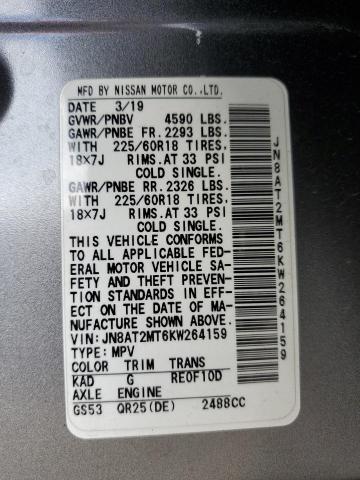 MFD BY NISSAN MOTOR CO.,LTD.
DATE 3/19
GVWR/PNBV 4590 LBS.
GAWR/PNBE FR. 2293 LBS.
WITH 225/60R18 TIRES.
18×7J RIMS.AT 33 PSI
COLD SINGLE.
GAWR/PNBE RR. 2326 LBS.
WITH 225/60R18 TIRES.
18×7J RIMS.AT 33 PSI
COLD SINGLE.
THIS VEHICLE CONFORMS
TO ALL APPLICABLE FED-
ERAL MOTOR VEHICLE SA-
FETY AND THEFT PREVEN-
TION STANDARDS IN EFF-
ECT ON THE DATE OF MA-
NUFACTURE SHOWN ABOVE.
VIN:JN8AT2MT6KW264159
TYPE:MPV
COLOR TRIM TRANS
KAD G RE0F10D
AXLE ENGINE
GS53 QR25(DE) 2488CC
JN8AT2MT6KW264159